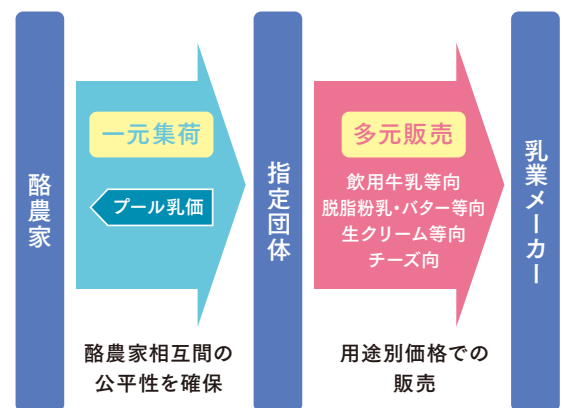 酪農家
一元集荷
プール乳価
酪農家相互間の
公平性を確保
指定団体
多元販売
飲用牛乳等向
脱脂粉乳・バター等向
生クリーム等向
チーズ向
用途別価格での
販売
乳業メーカー